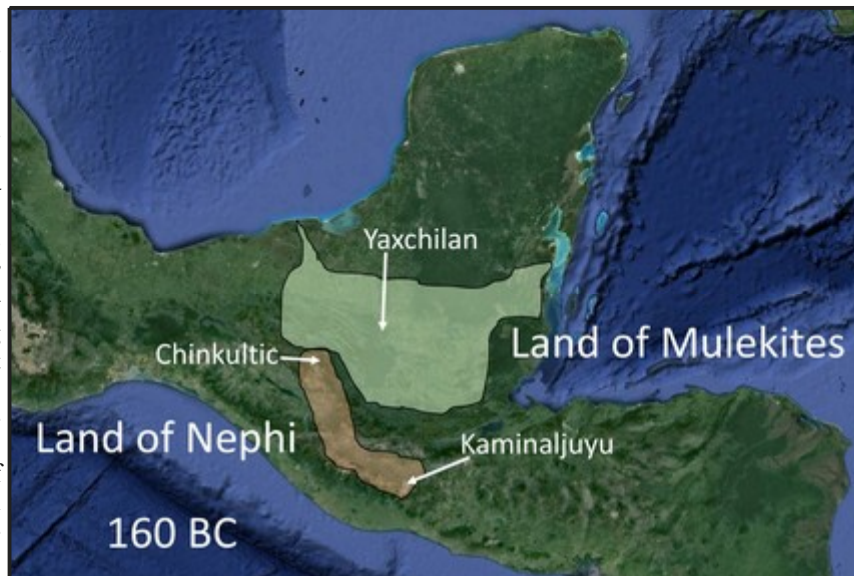 Yaxchilan
Chinkultic
Land of Mulekites
Land of Nephi
Kaminaljuyu
160 BC